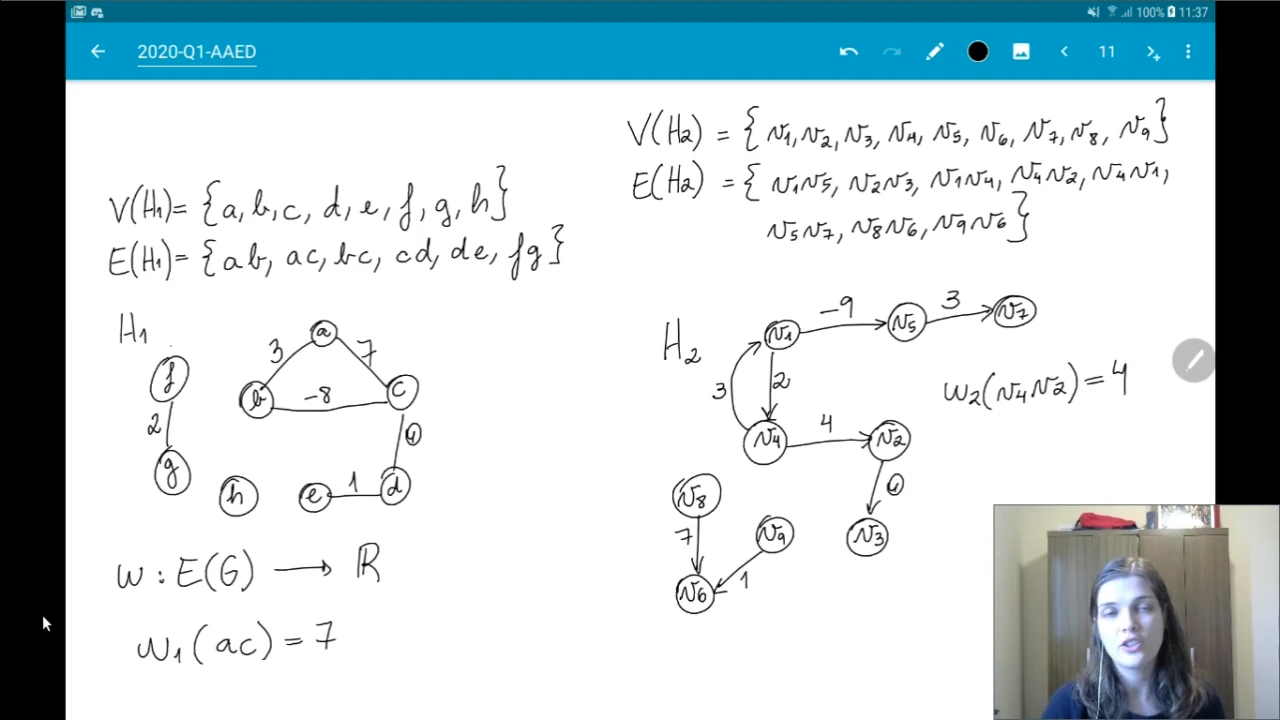 100% 11:37
2020-Q1-AAED
11
V(H1) = {a, b, c, d, e, f, g, h}
E(H1) = {ab, ac, bc, cd, de, fg}
H1
a
3
7
f
b
-8
c
2
0
g
h
e
1
d
w : E(G) → ℝ
w1(ac) = 7
V(H2) = {v1, v2, v3, v4, v5, v6, v7, v8, v9}
E(H2) = {v1v5, v2v3, v1v4, v4v2, v4v1,
v5v7, v8v6, v9v6}
H2
v1
-9
v5
3
v7
3
2
w2(v4v2) = 4
v4
4
v2
v8
0
7
v9
v3
1
v6